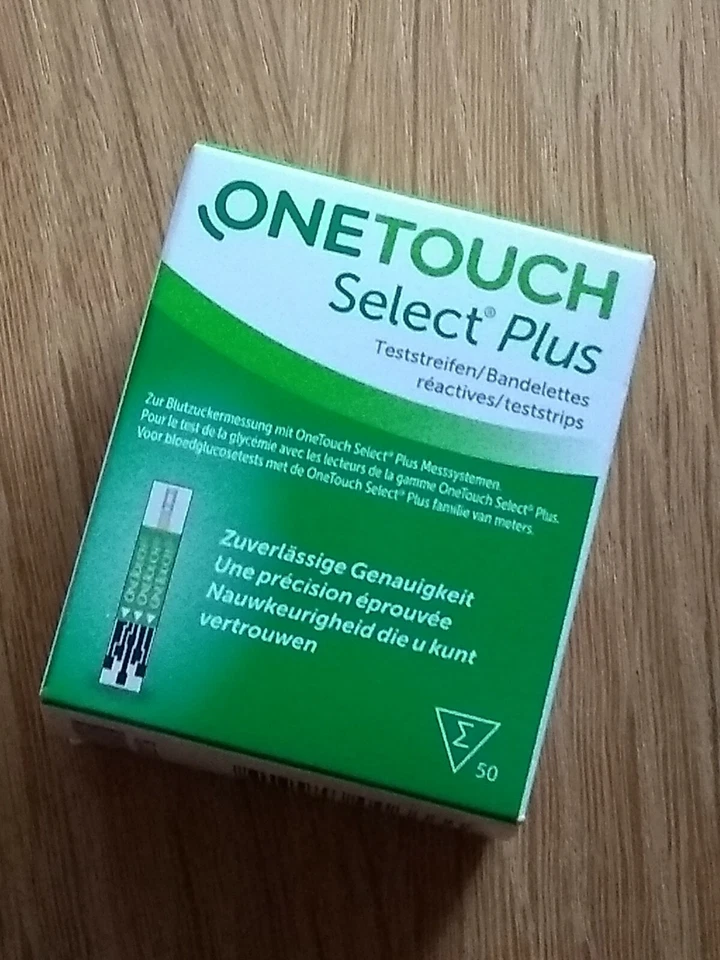 ONETOUCH
Select® Plus
Teststreifen/Bandelettes
réactives/teststrips
Zur Blutzuckermessung mit OneTouch Select® Plus Messsystemen.
Pour le test de la glycémie avec les lecteurs de la gamme OneTouch Select® Plus.
Voor bloedglucosetests met de OneTouch Select® Plus familie van meters.
Zuverlässige Genauigkeit
Une précision éprouvée
Nauwkeurigheid die u kunt
vertrouwen
Σ
50